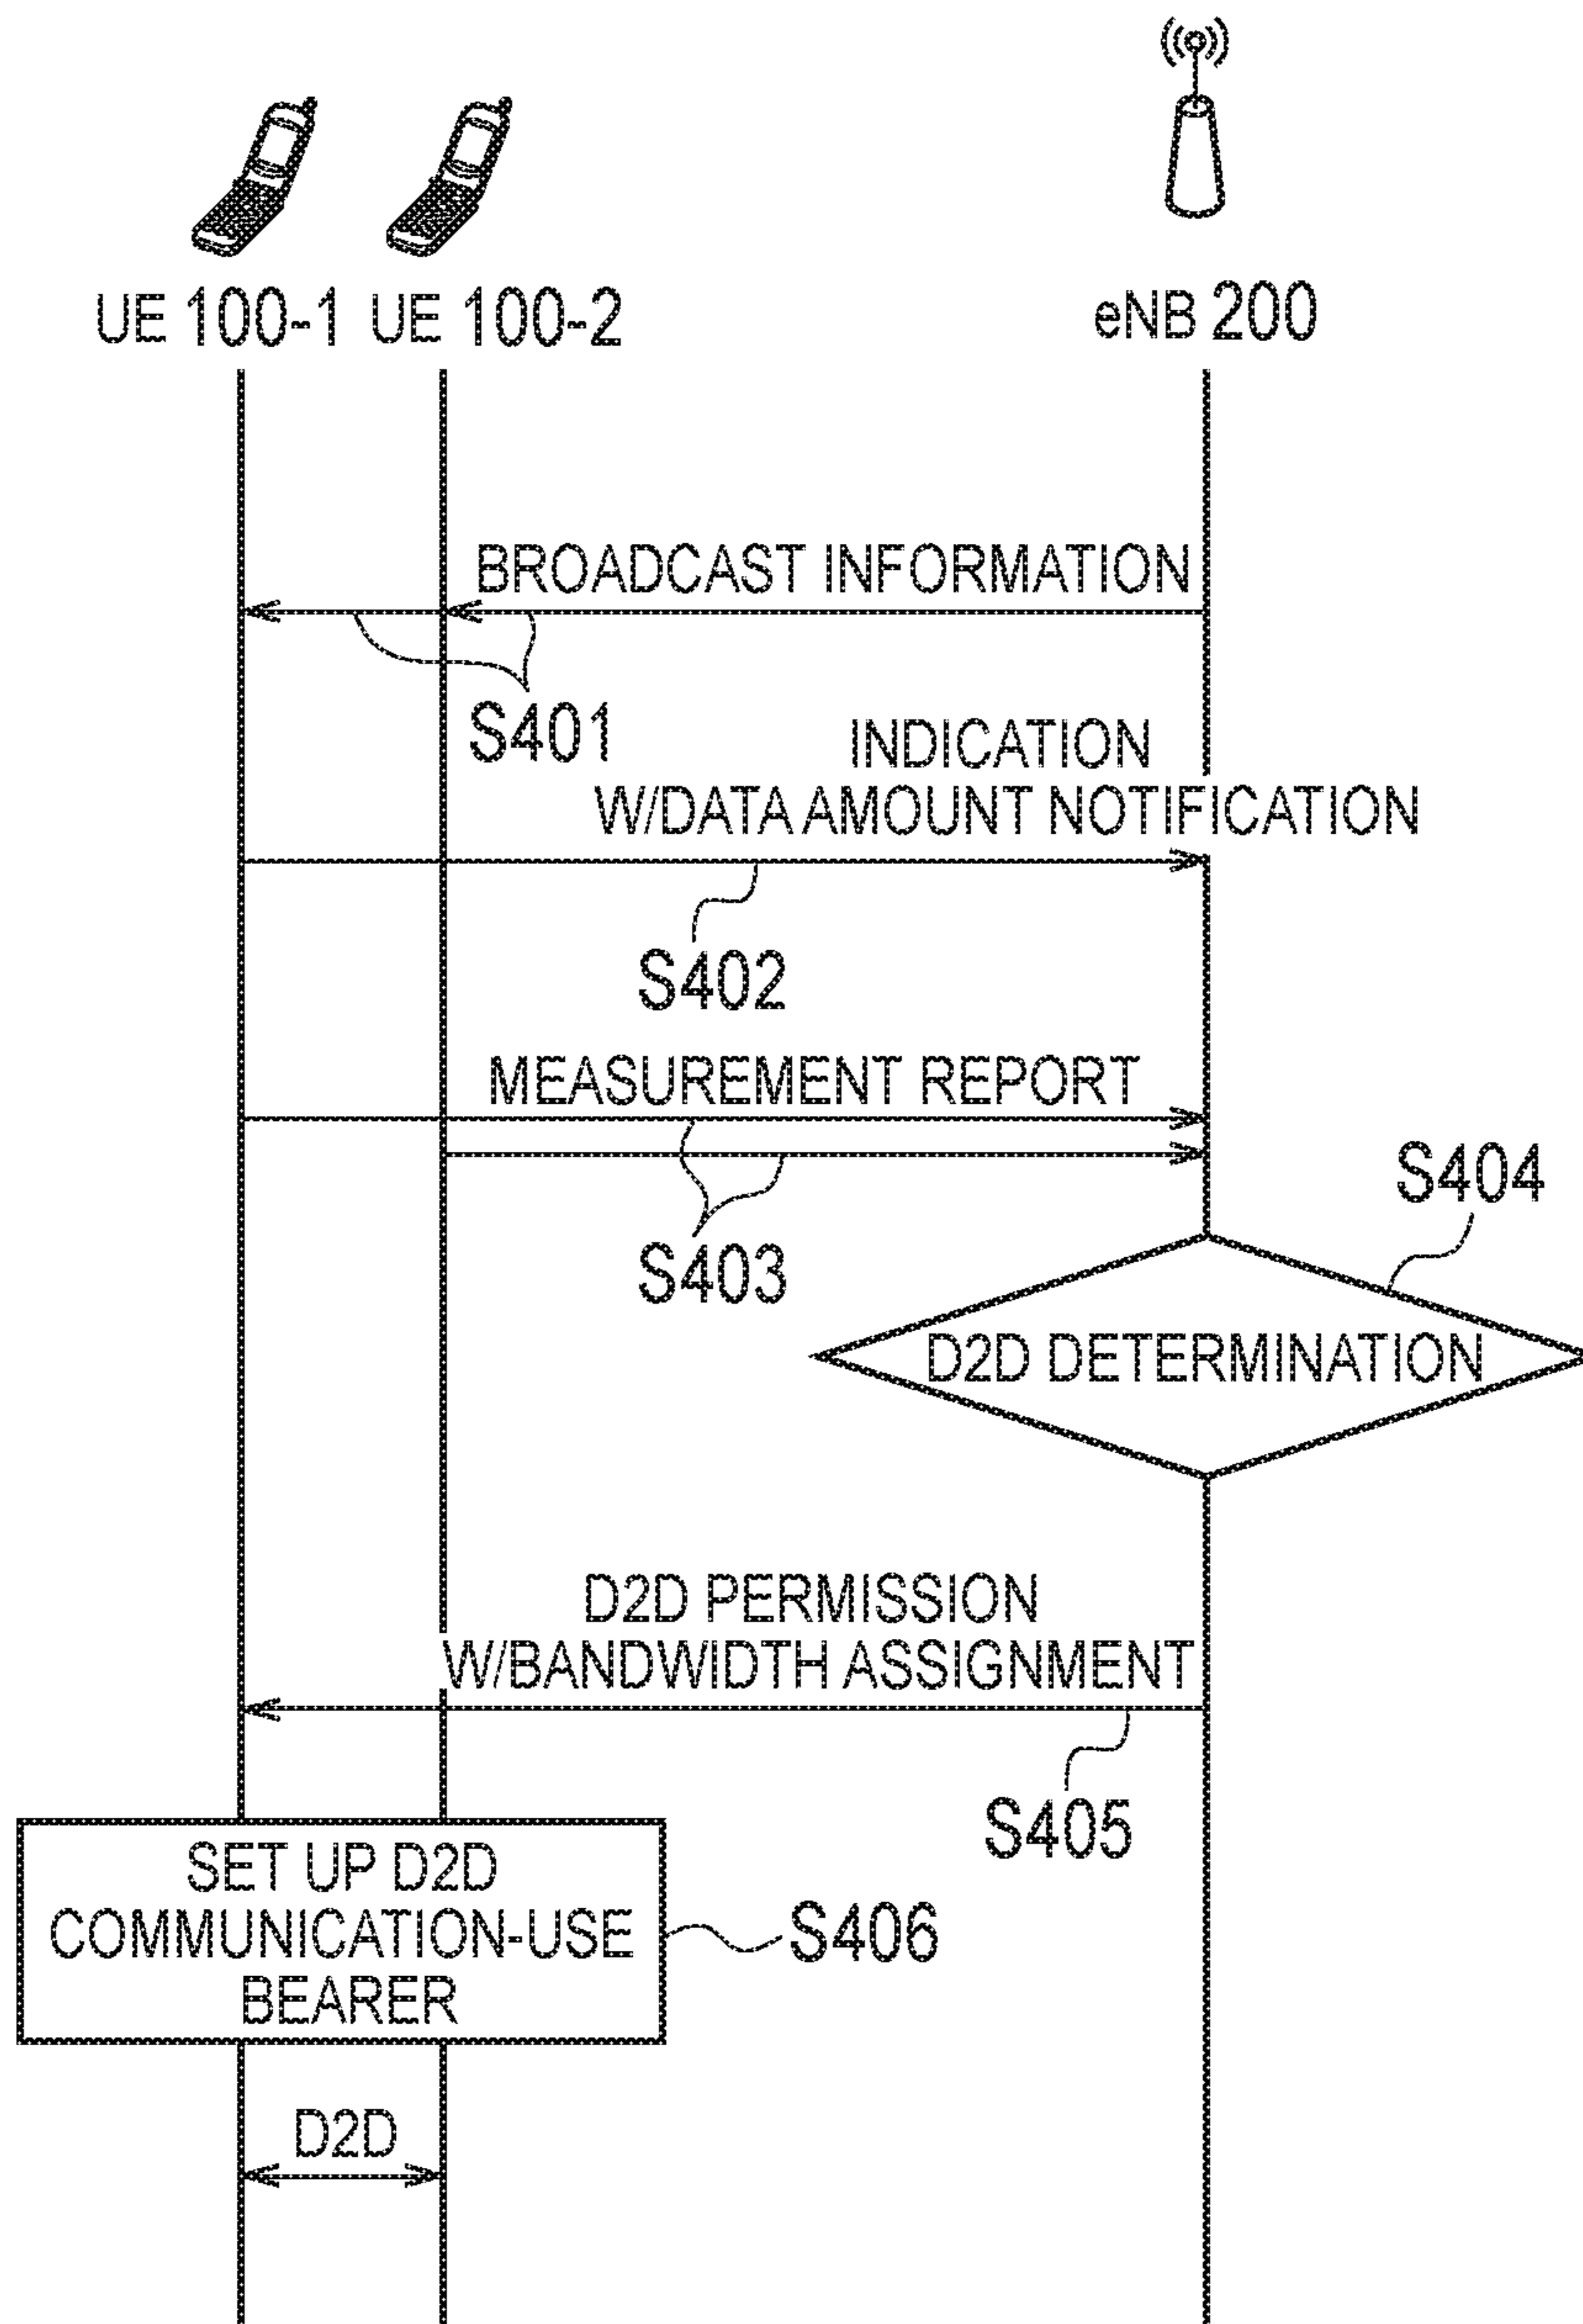 UE 100-1 UE 100-2 eNB 200
BROADCAST INFORMATION
S401
INDICATION
W/DATA AMOUNT NOTIFICATION
S402
MEASUREMENT REPORT
S403
S404
D2D DETERMINATION
D2D PERMISSION
W/BANDWIDTH ASSIGNMENT
S405
SET UP D2D
COMMUNICATION-USE
BEARER
S406
D2D